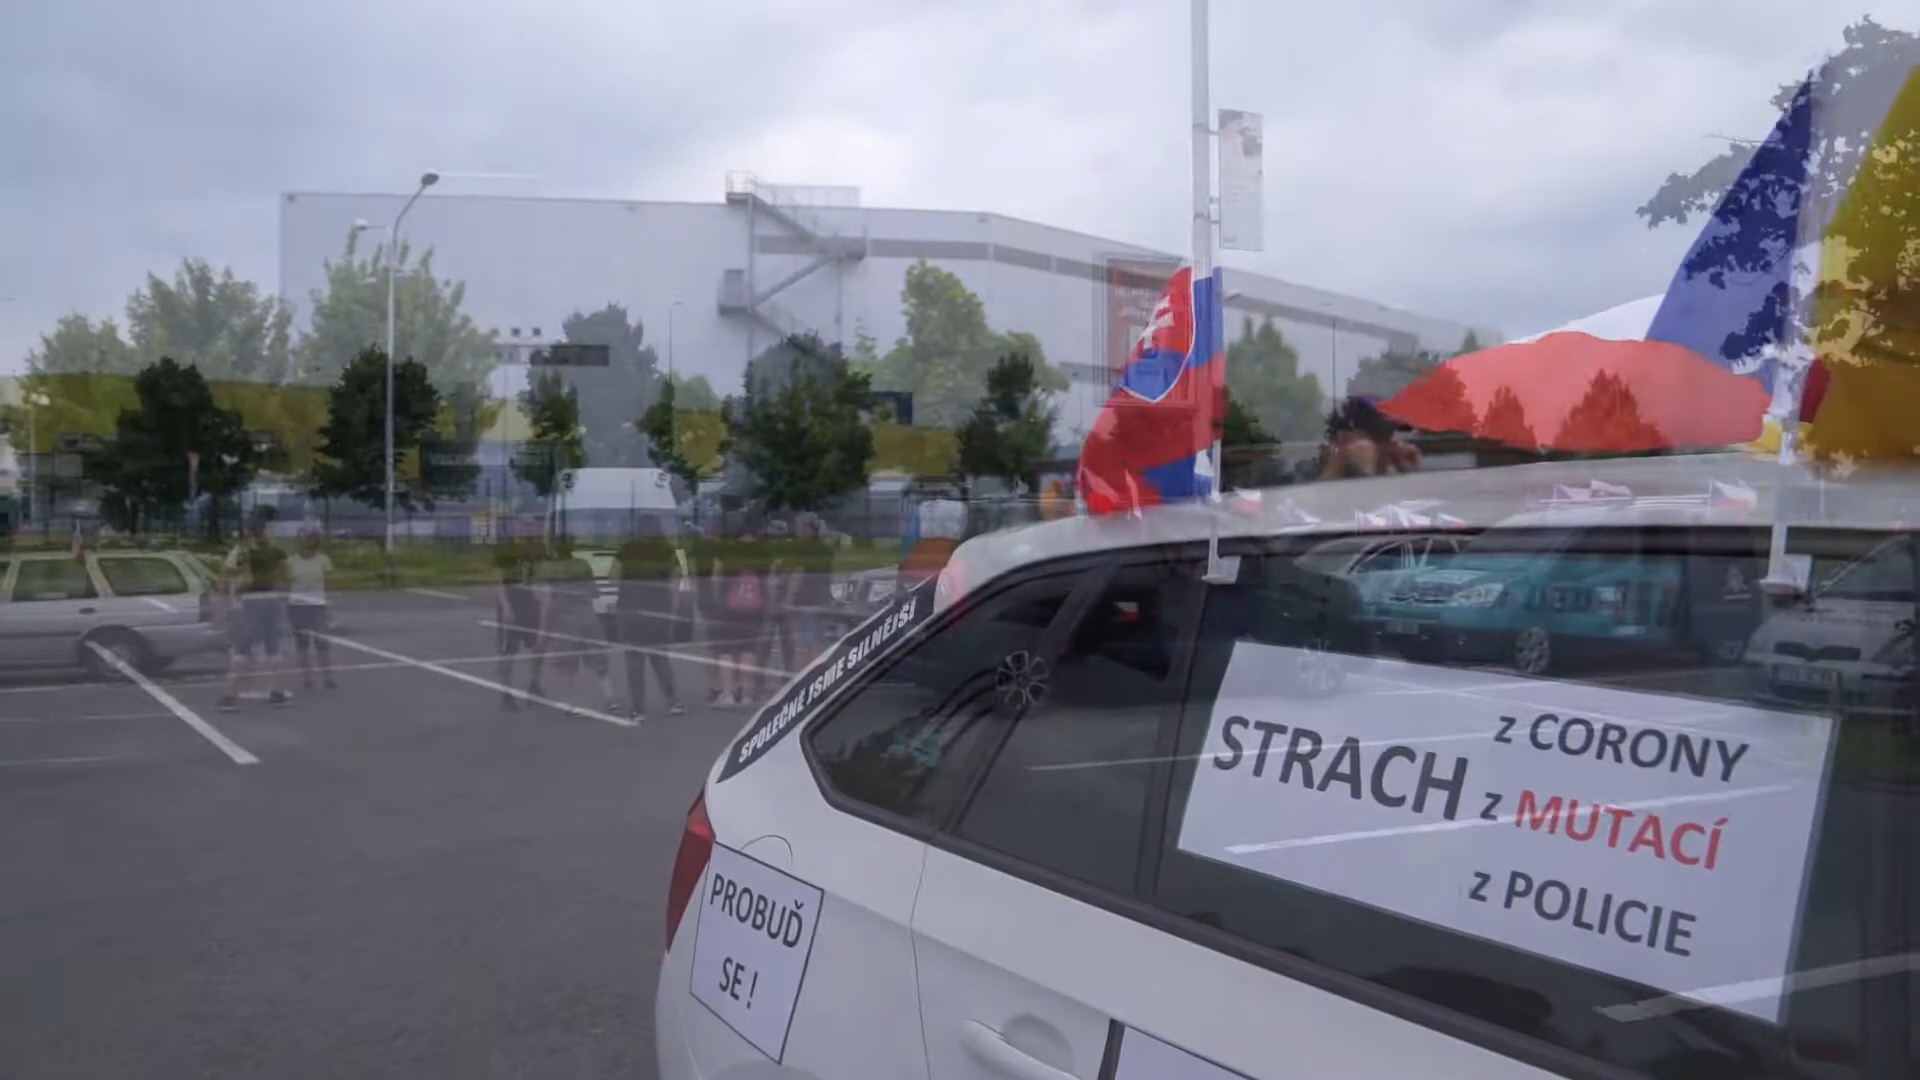 SPOLEČNĚ JSME SILNĚJŠÍ
STRACH
z CORONY
z MUTACÍ
z POLICIE
PROBUĎ
SE!